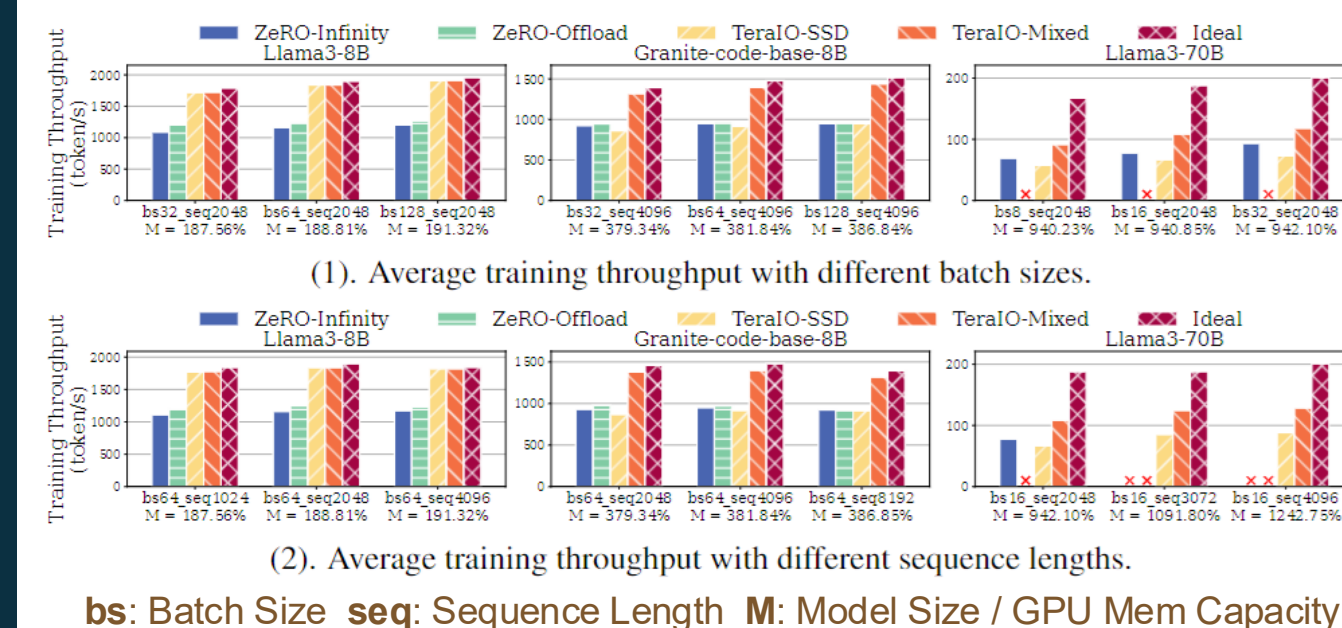 ZeRO-Infinity ZeRO-Offload TeraIO-SSD TeraIO-Mixed Ideal
Llama3-8B Granite-code-base-8B Llama3-70B
Training Throughput
(token/s)
2000
1500
1000
500
0
1500
1000
500
0
200
100
0
bs32_seq2048 bs64_seq2048 bs128_seq2048 bs32_seq4096 bs64_seq4096 bs128_seq4096 bs8_seq2048 bs16_seq2048 bs32_seq2048
M = 187.56% M = 188.81% M = 191.32% M = 379.34% M = 381.84% M = 386.84% M = 940.23% M = 940.85% M = 942.10%
(1). Average training throughput with different batch sizes.
ZeRO-Infinity ZeRO-Offload TeraIO-SSD TeraIO-Mixed Ideal
Llama3-8B Granite-code-base-8B Llama3-70B
Training Throughput
(token/s)
2000
1500
1000
500
0
1500
1000
500
0
200
100
0
bs64_seq1024 bs64_seq2048 bs64_seq4096 bs64_seq2048 bs64_seq4096 bs64_seq8192 bs16_seq2048 bs16_seq3072 bs16_seq4096
M = 187.56% M = 188.81% M = 191.32% M = 379.34% M = 381.84% M = 386.85% M = 942.10% M = 1091.80% M = 1242.75%
(2). Average training throughput with different sequence lengths.
bs: Batch Size seq: Sequence Length M: Model Size / GPU Mem Capacity